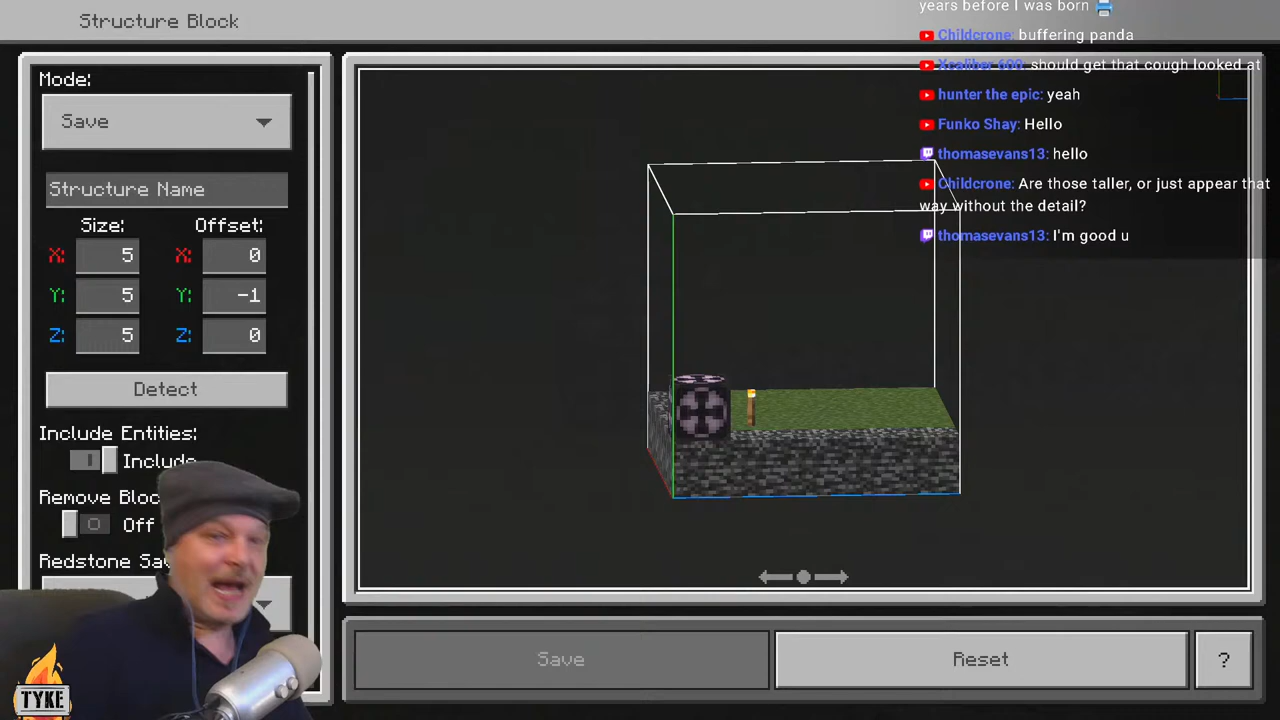 Structure Block
Mode:
Save
Structure Name
Size:
Offset:
X:
5
X:
0
Y:
5
Y:
-1
Z:
5
Z:
0
Detect
Include Entities:
Include
Remove Bloc
Off
Redstone Sav
years before I was born
Childcrone: buffering panda
Xcaliber 600: should get that cough looked at
hunter the epic: yeah
Funko Shay: Hello
thomasevans13: hello
Childcrone: Are those taller, or just appear that
way without the detail?
thomasevans13: I'm good u
Save
Reset
?
TYKE